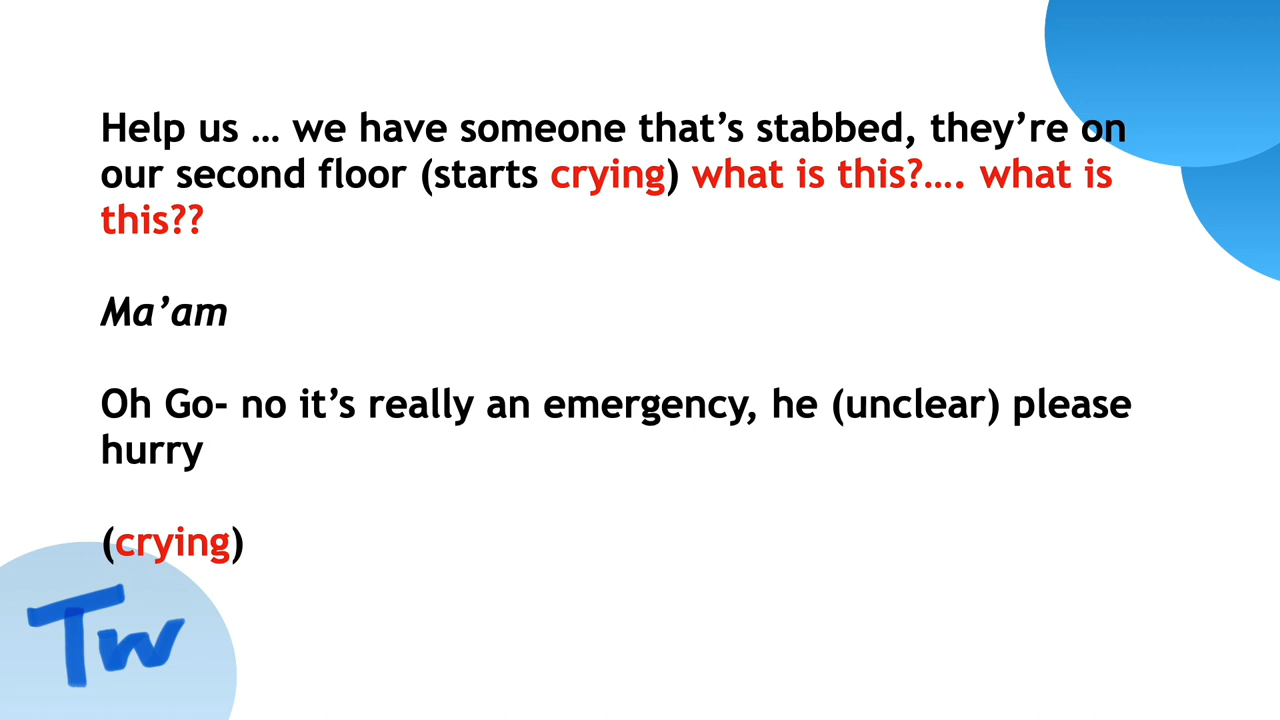 Help us … we have someone that’s stabbed, they’re on
our second floor (starts crying) what is this?…. what is
this??
Ma’am
Oh Go- no it’s really an emergency, he (unclear) please
hurry
(crying)
Tw